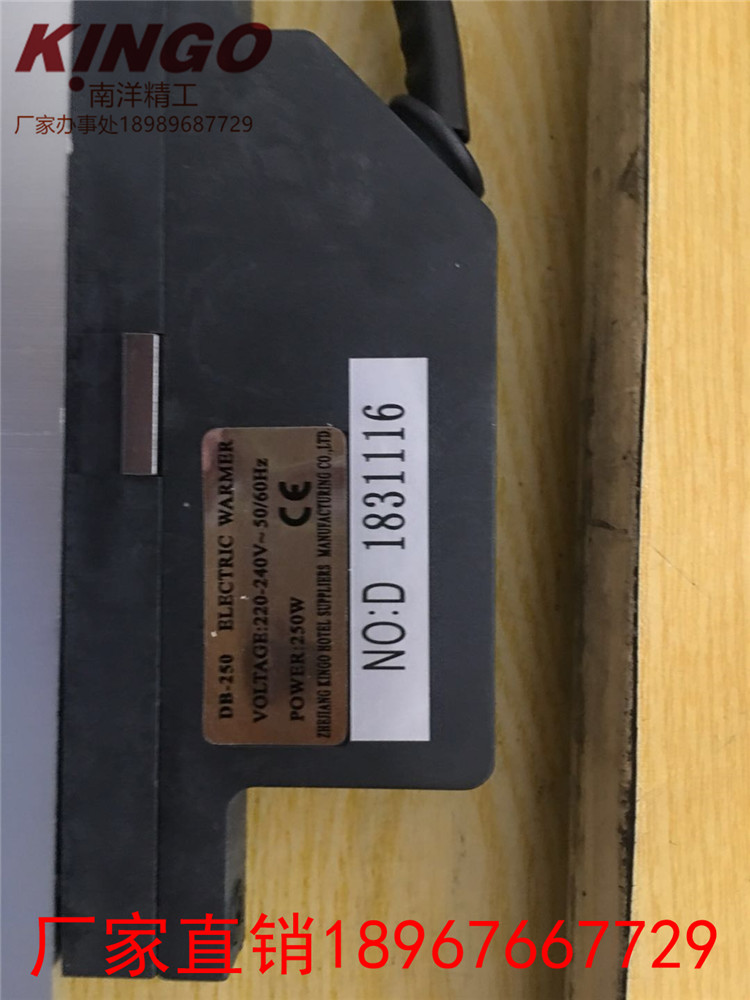 KINGO
南洋精工
厂家办事处18989687729
DB-250 ELECTRIC WARMER
VOLTAGE:220-240V~50/60Hz
POWER:250W CE
ZHEJIANG KINGO HOTEL SUPPLIERS MANUFACTURING CO.,LTD
NO:D 1831116
厂家直销18967667729